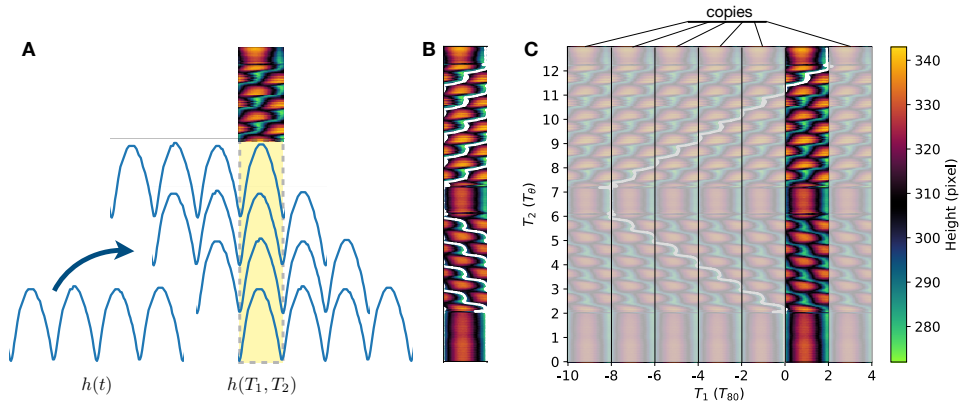 copies
A
B
C
12
11
10
9
8
7
6
5
4
3
2
1
0
T₂ (T_θ)
-10 -8 -6 -4 -2 0 2 4
T₁ (T₈₀)
340
330
320
310
300
290
280
Height (pixel)
h(t)
h(T₁, T₂)